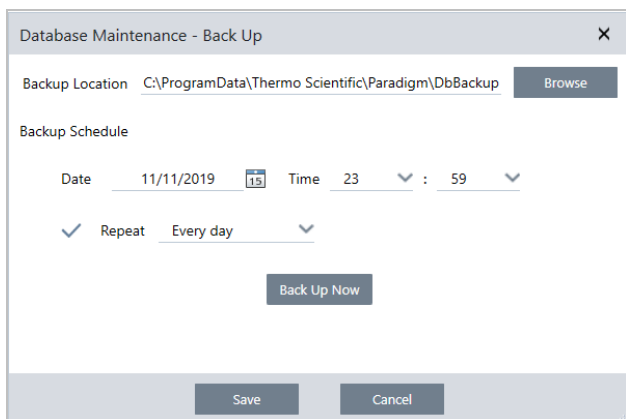 Database Maintenance - Back Up
Backup Location C:\ProgramData\Thermo Scientific\Paradigm\DbBackup Browse
Backup Schedule
Date 11/11/2019 15 Time 23 : 59
Repeat Every day
Back Up Now
Save Cancel